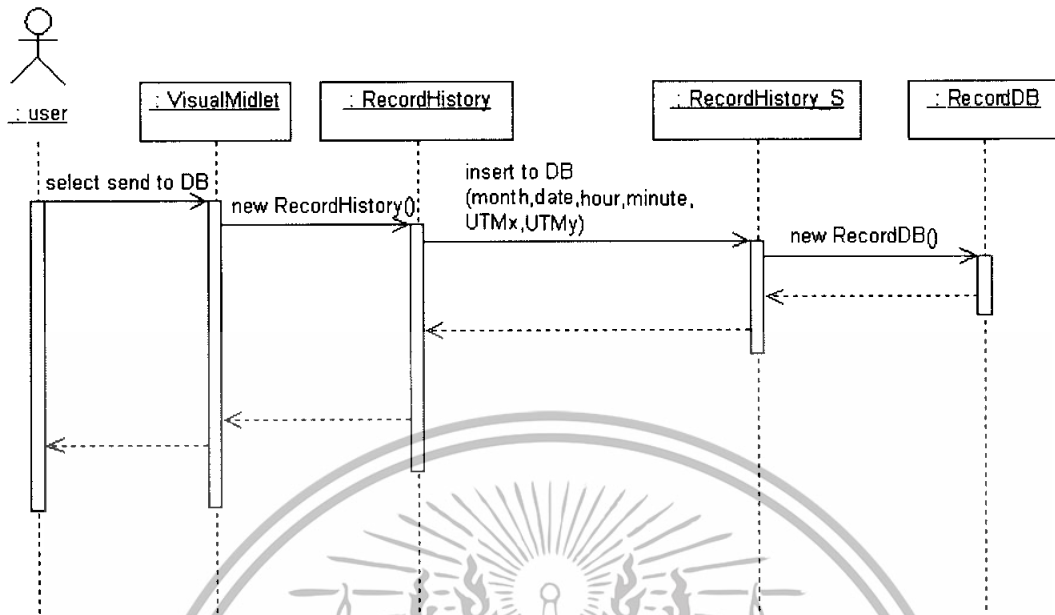 : user
: VisualMidlet
: RecordHistory
: RecordHistory_S
: RecordDB
select send to DB
new RecordHistory()
insert to DB
(month,date,hour,minute,
UTMx,UTMy)
new RecordDB()